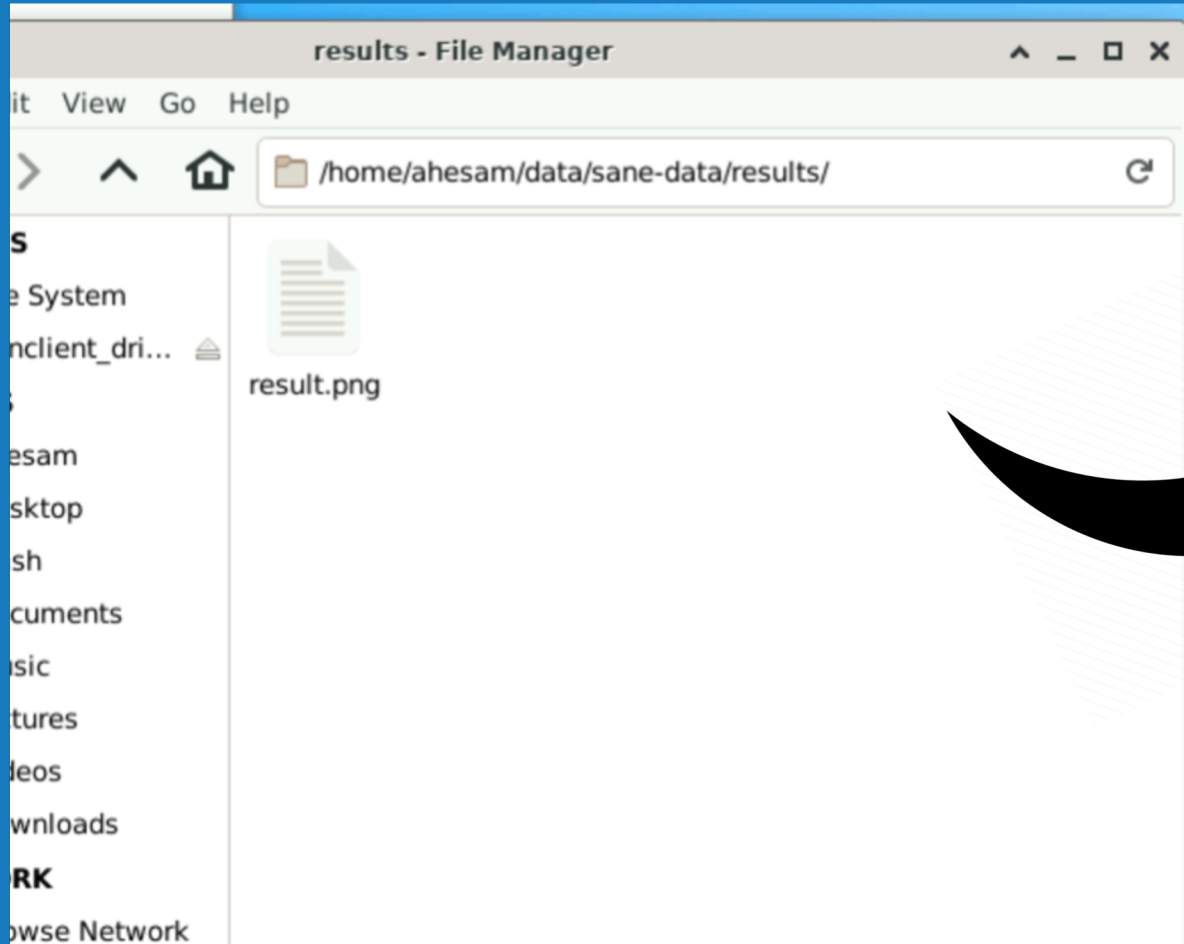 results - File Manager
it View Go Help
/home/ahesam/data/sane-data/results/
S
e System
nclient_dri...
result.png
esam
sktop
sh
cuments
sic
tures
deos
wnloads
RK
owse Network